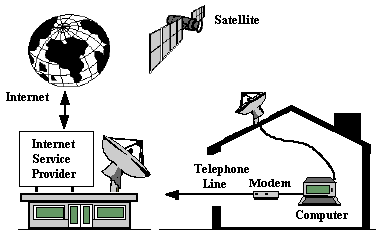 Satellite
Internet
Internet
Service
Provider
Telephone
Line
Modem
Computer